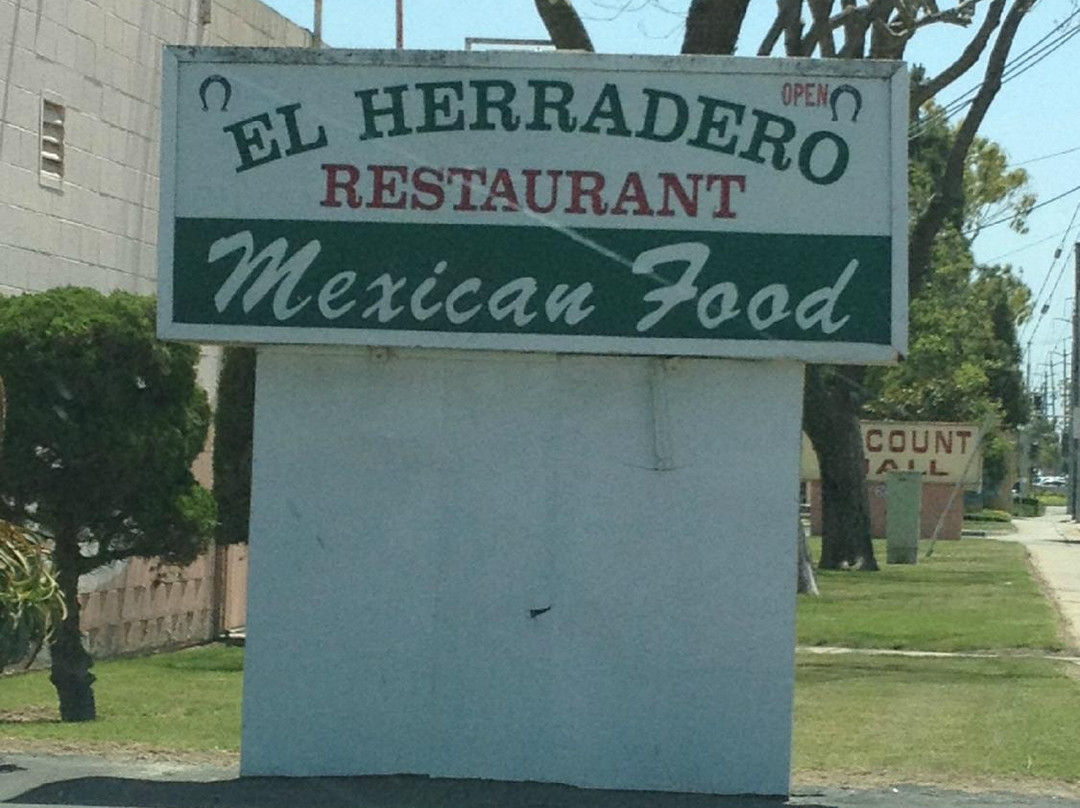 OPEN
EL HERRADERO
RESTAURANT
Mexican Food
COUNT